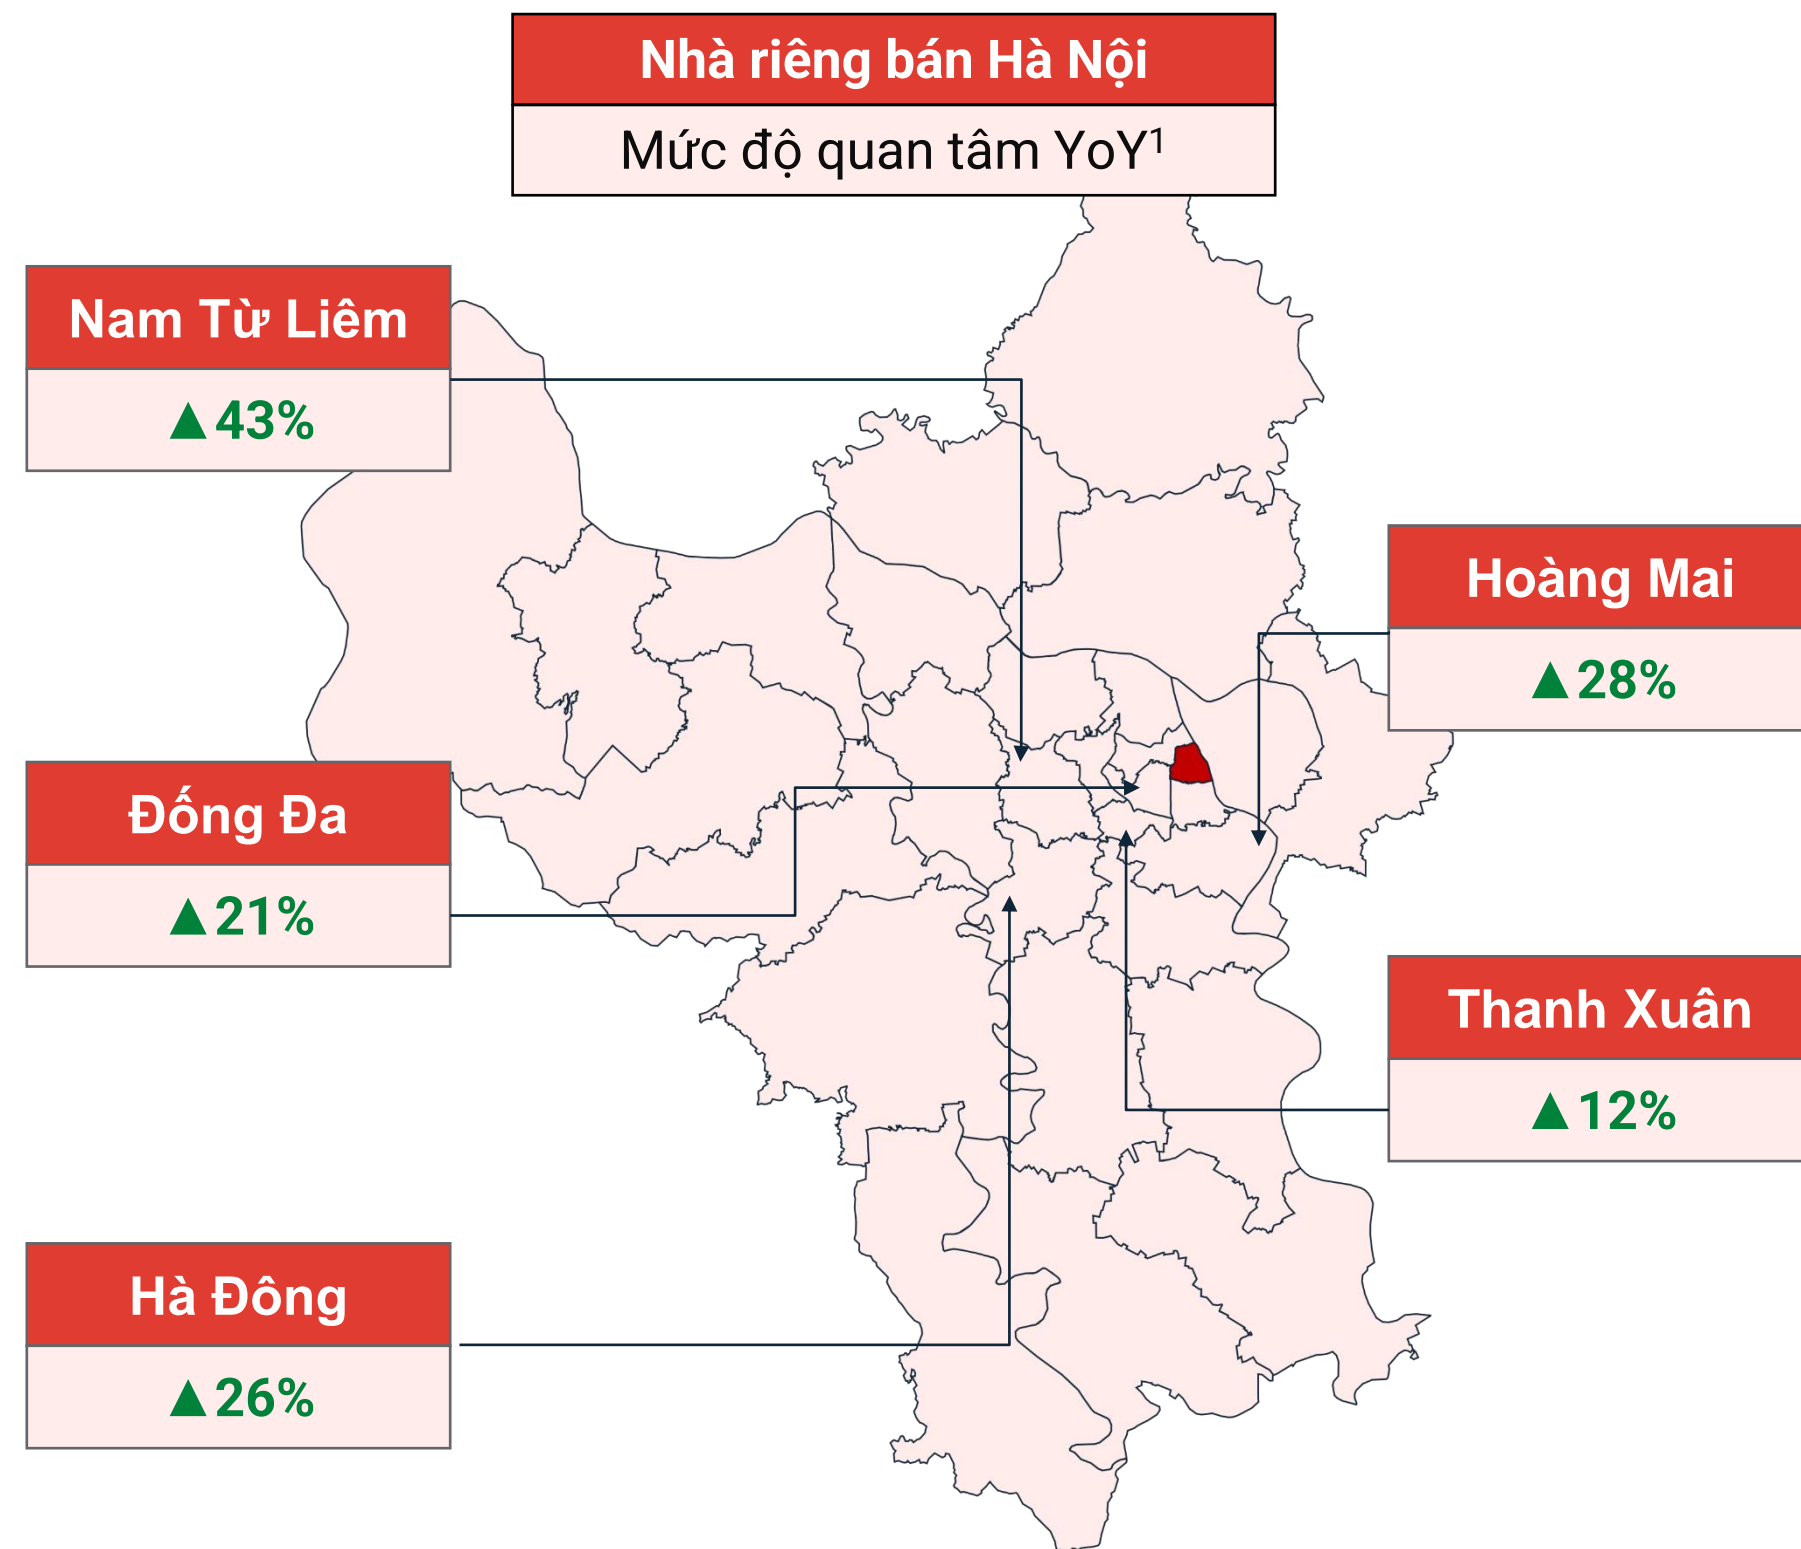 Nhà riêng bán Hà Nội
Mức độ quan tâm YoY¹
Nam Từ Liêm
▲43%
Hoàng Mai
▲28%
Đống Đa
▲21%
Thanh Xuân
▲12%
Hà Đông
▲26%